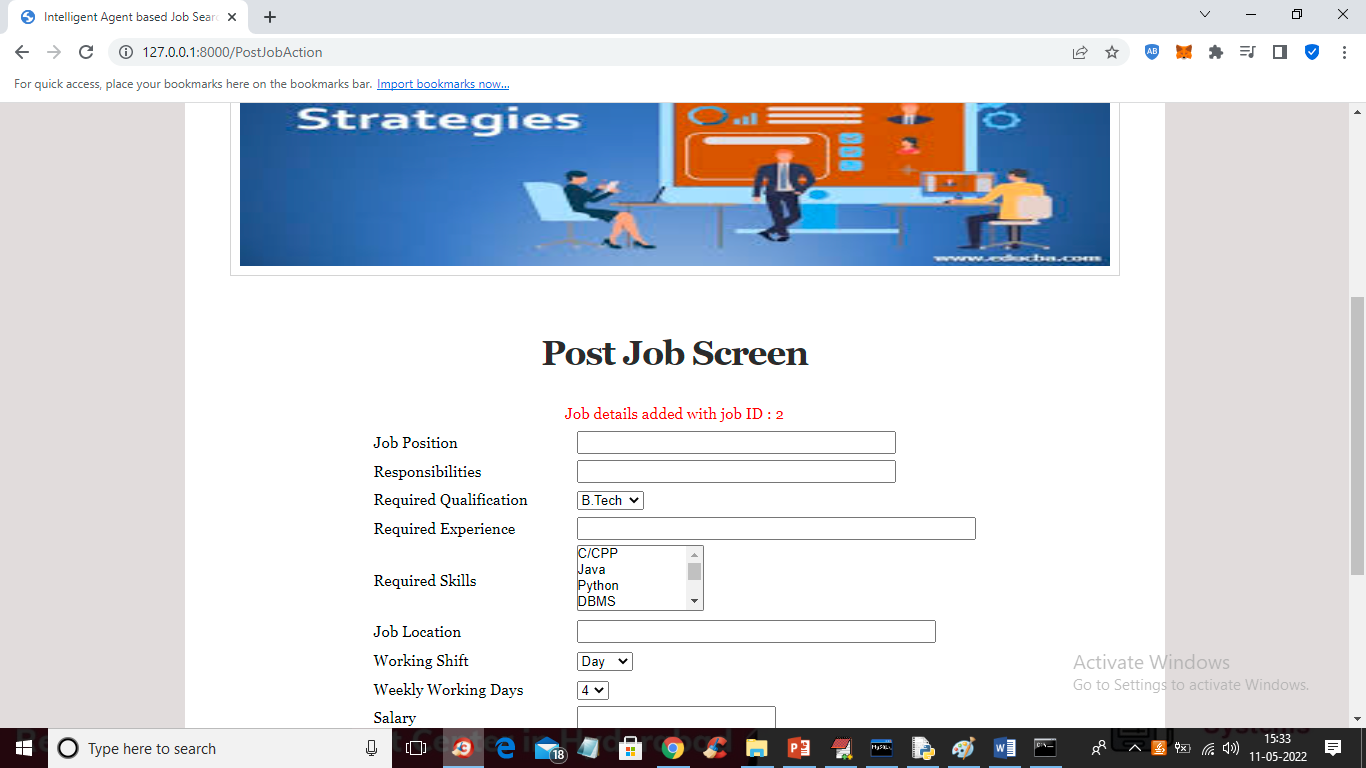 Intelligent Agent based Job Sear
127.0.0.1:8000/PostJobAction
For quick access, place your bookmarks here on the bookmarks bar. Import bookmarks now...
Strategies
www.educba.com
Post Job Screen
Job details added with job ID : 2
Job Position
Responsibilities
Required Qualification B.Tech
Required Experience
C/CPP
Java
Python
DBMS
Required Skills
Job Location
Working Shift Day
Weekly Working Days 4
Salary
Activate Windows
Go to Settings to activate Windows.
Type here to search
18
15:33
11-05-2022